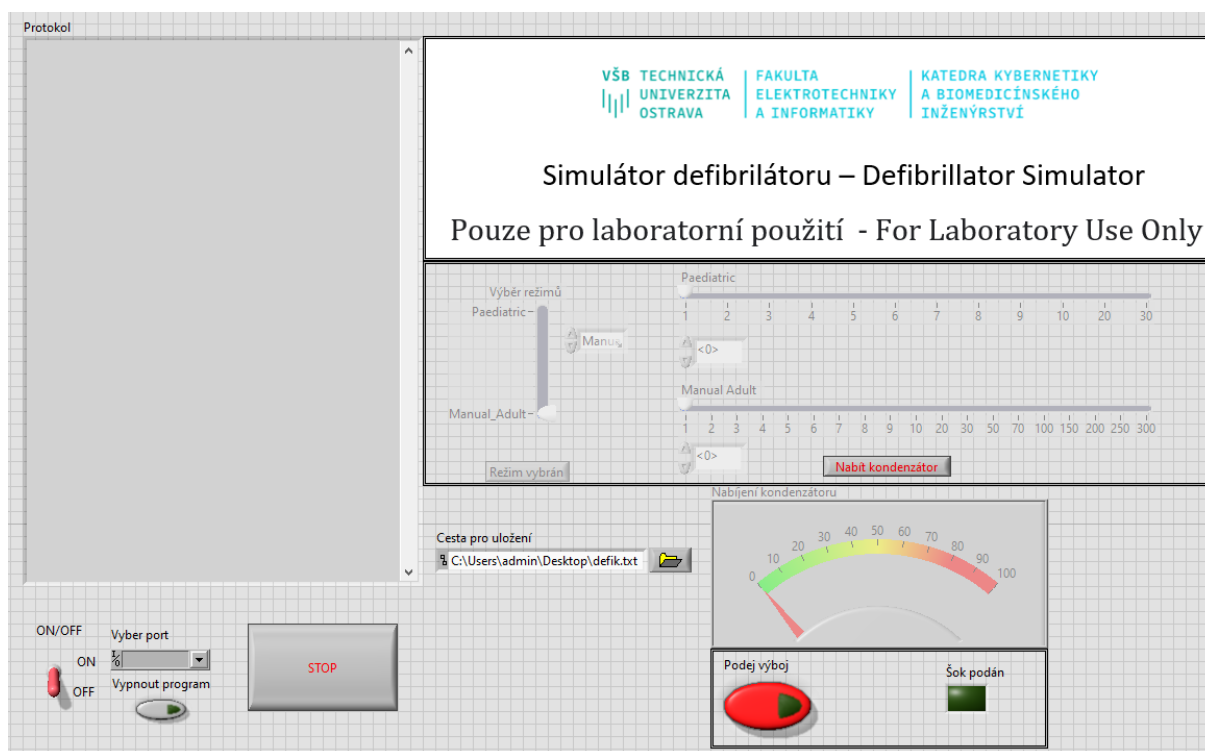 Protokol
VŠB TECHNICKÁ
UNIVERZITA
OSTRAVA
FAKULTA
ELEKTROTECHNIKY
A INFORMATIKY
KATEDRA KYBERNETIKY
A BIOMEDICÍNSKÉHO
INŽENÝRSTVÍ
Simulátor defibrilátoru – Defibrillator Simulator
Pouze pro laboratorní použití - For Laboratory Use Only
Výběr režimů
Paediatric
Manual_Adult
Režim vybrán
Paediatric
1 2 3 4 5 6 7 8 9 10 20 30
<0>
Manual Adult
1 2 3 4 5 6 7 8 9 10 20 30 50 70 100 150 200 250 300
<0>
Nabít kondenzátor
Cesta pro uložení
C:\Users\admin\Desktop\defik.txt
Nabíjení kondenzátoru
0 10 20 30 40 50 60 70 80 90 100
ON/OFF
ON
OFF
Vyber port
Vypnout program
STOP
Podej výboj
Šok podán